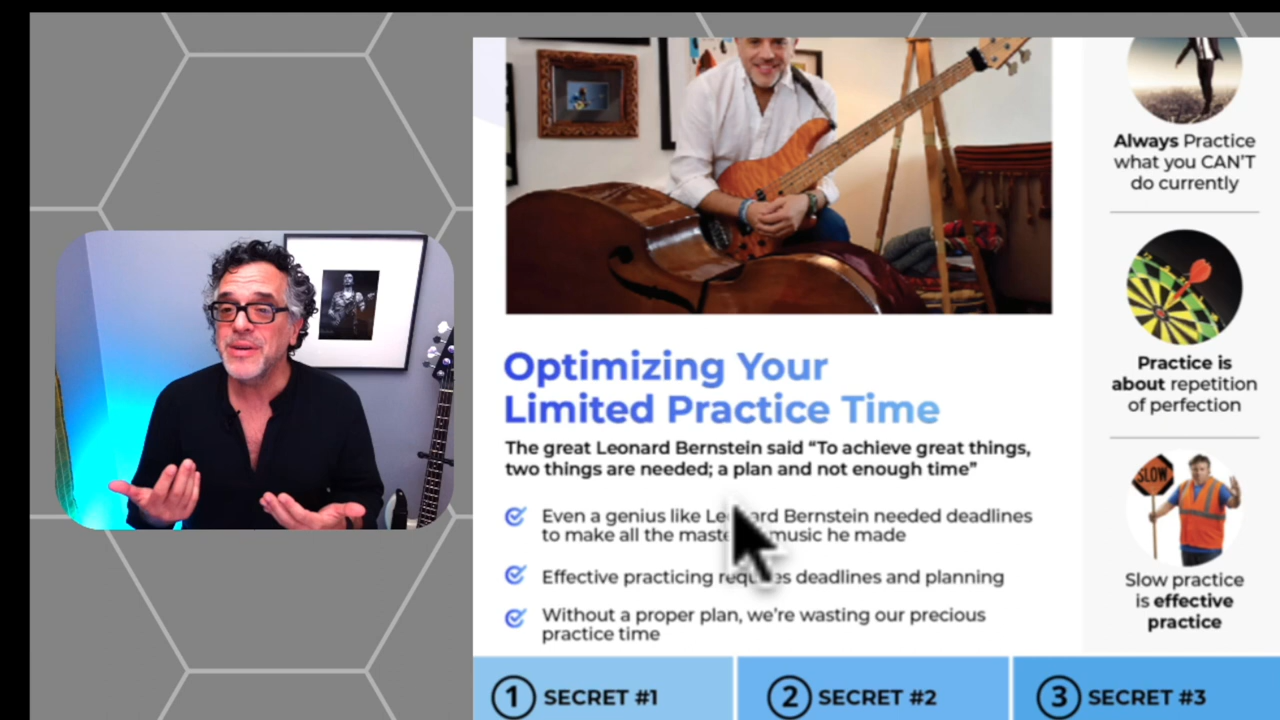 Optimizing Your
Limited Practice Time
The great Leonard Bernstein said “To achieve great things,
two things are needed; a plan and not enough time”
Even a genius like Leonard Bernstein needed deadlines
to make all the music he made
Effective practicing requires deadlines and planning
Without a proper plan, we’re wasting our precious
practice time
Always Practice
what you CAN’T
do currently
Practice is
about repetition
of perfection
SLOW
Slow practice
is effective
practice
1 SECRET #1
2 SECRET #2
3 SECRET #3